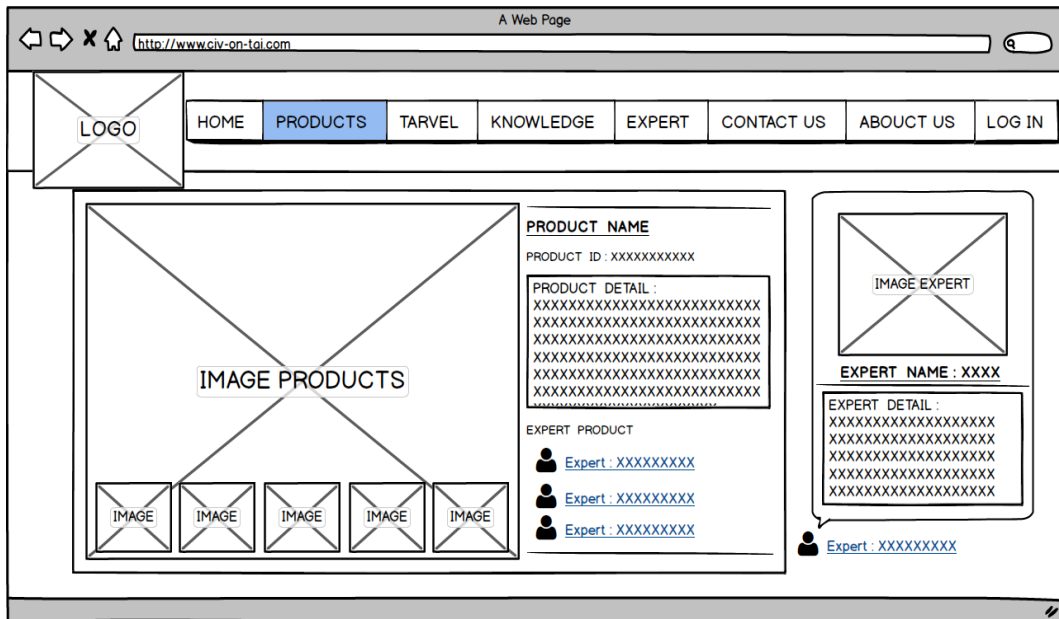 A Web Page
http://www.civ-on-tai.com
LOGO
HOME
PRODUCTS
TARVEL
KNOWLEDGE
EXPERT
CONTACT US
ABOUCT US
LOG IN
IMAGE PRODUCTS
IMAGE
IMAGE
IMAGE
IMAGE
IMAGE
PRODUCT NAME
PRODUCT ID : XXXXXXXXXXX
PRODUCT DETAIL :
XXXXXXXXXXXXXXXXXXXXXXXXXX
XXXXXXXXXXXXXXXXXXXXXXXXXX
XXXXXXXXXXXXXXXXXXXXXXXXXX
XXXXXXXXXXXXXXXXXXXXXXXXXX
XXXXXXXXXXXXXXXXXXXXXXXXXX
XXXXXXXXXXXXXXXXXXXXXXXXXX
EXPERT PRODUCT
Expert : XXXXXXXXX
Expert : XXXXXXXXX
Expert : XXXXXXXXX
IMAGE EXPERT
EXPERT NAME : XXXX
EXPERT DETAIL :
XXXXXXXXXXXXXXXXXXX
XXXXXXXXXXXXXXXXXXX
XXXXXXXXXXXXXXXXXXX
XXXXXXXXXXXXXXXXXXX
XXXXXXXXXXXXXXXXXXX
Expert : XXXXXXXXX